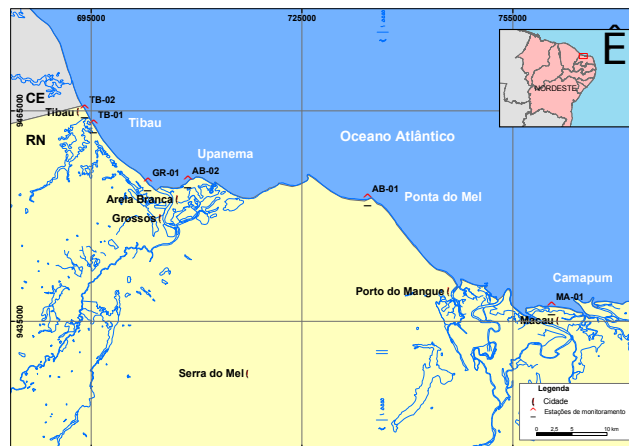 695000
725000
755000
Ê
NORDESTE
CE
9465000
TB-02
Tibau
TB-01
Tibau
RN
Oceano Atlântico
Upanema
GR-01
AB-02
AB-01
Areia Branca
Ponta do Mel
Grossos
Camapum
Porto do Mangue
MA-01
Macau
9435000
Serra do Mel
Legenda
Cidade
Estações de monitoramento
0 2,5 5 10 km